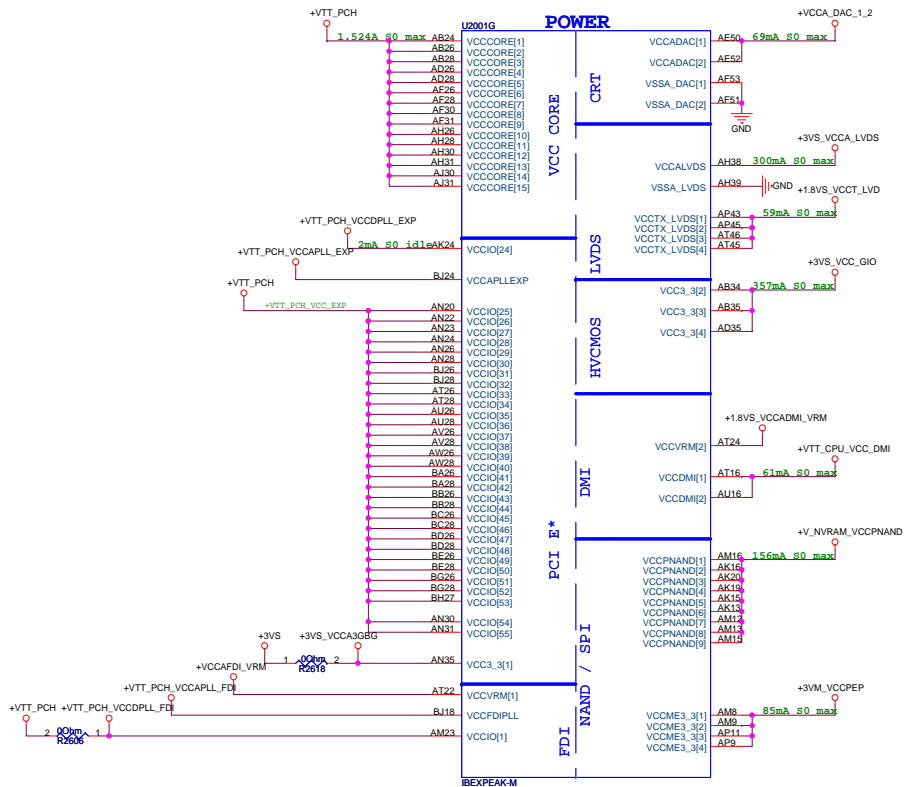 POWER
U2001G
+VTT_PCH
1.524A S0 max
AB24 VCCCORE[1]
AB26 VCCCORE[2]
AB28 VCCCORE[3]
AD26 VCCCORE[4]
AD28 VCCCORE[5]
AF26 VCCCORE[6]
AF28 VCCCORE[7]
AF30 VCCCORE[8]
AF31 VCCCORE[9]
AH26 VCCCORE[10]
AH28 VCCCORE[11]
AH30 VCCCORE[12]
AH31 VCCCORE[13]
AJ30 VCCCORE[14]
AJ31 VCCCORE[15]
VCC CORE
+VTT_PCH_VCCDPLL_EXP
2mA S0 idle
AK24 VCCIO[24]
+VTT_PCH_VCCAPLL_EXP
BJ24 VCCAPLLEXP
+VTT_PCH
+VTT_PCH_VCC_EXP
AN20 VCCIO[25]
AN22 VCCIO[26]
AN23 VCCIO[27]
AN24 VCCIO[28]
AN26 VCCIO[29]
AN28 VCCIO[30]
BJ26 VCCIO[31]
BJ28 VCCIO[32]
AT26 VCCIO[33]
AT28 VCCIO[34]
AU26 VCCIO[35]
AU28 VCCIO[36]
AV26 VCCIO[37]
AV28 VCCIO[38]
AW26 VCCIO[39]
AW28 VCCIO[40]
BA26 VCCIO[41]
BA28 VCCIO[42]
BB26 VCCIO[43]
BB28 VCCIO[44]
BC26 VCCIO[45]
BC28 VCCIO[46]
BD26 VCCIO[47]
BD28 VCCIO[48]
BE26 VCCIO[49]
BE28 VCCIO[50]
BG26 VCCIO[51]
BG28 VCCIO[52]
BH27 VCCIO[53]
AN30 VCCIO[54]
AN31 VCCIO[55]
PCI E*
+3VS
+3VS_VCCA3GBG
1 0Ohm 2
R2618
AN35 VCC3_3[1]
+VCCAFDI_VRM
AT22 VCCVRM[1]
+VTT_PCH_VCCAPLL_FDI
BJ18 VCCFDIPLL
+VTT_PCH
+VTT_PCH_VCCDPLL_FDI
2 0Ohm 1
R2606
AM23 VCCIO[1]
FDI
IBEXPEAK-M
CRT
+VCCA_DAC_1_2
VCCADAC[1] AE50 69mA S0 max
VCCADAC[2] AE52
VSSA_DAC[1] AF53
VSSA_DAC[2] AF51
GND
LVDS
+3VS_VCCA_LVDS
VCCALVDS AH38 300mA S0 max
VSSA_LVDS AH39
GND
+1.8VS_VCCT_LVD
VCCTX_LVDS[1] AP43 59mA S0 max
VCCTX_LVDS[2] AP45
VCCTX_LVDS[3] AT46
VCCTX_LVDS[4] AT45
HVCMOS
+3VS_VCC_GIO
VCC3_3[2] AB34 357mA S0 max
VCC3_3[3] AB35
VCC3_3[4] AD35
DMI
+1.8VS_VCCADMI_VRM
VCCVRM[2] AT24
+VTT_CPU_VCC_DMI
VCCDMI[1] AT16 61mA S0 max
VCCDMI[2] AU16
NAND / SPI
+V_NVRAM_VCCPNAND
VCCPNAND[1] AM16 156mA S0 max
VCCPNAND[2] AK16
VCCPNAND[3] AK20
VCCPNAND[4] AK19
VCCPNAND[5] AK15
VCCPNAND[6] AK13
VCCPNAND[7] AM12
VCCPNAND[8] AM13
VCCPNAND[9] AM15
+3VM_VCCPEP
VCCME3_3[1] AM8 85mA S0 max
VCCME3_3[2] AM9
VCCME3_3[3] AP11
VCCME3_3[4] AP9